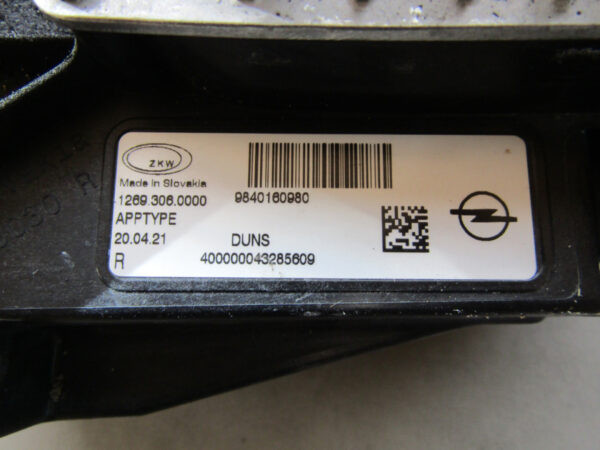 ZKW
Made in Slovakia
1269.306.0000 9840160980
APPTYPE
20.04.21 DUNS
R 400000043285609